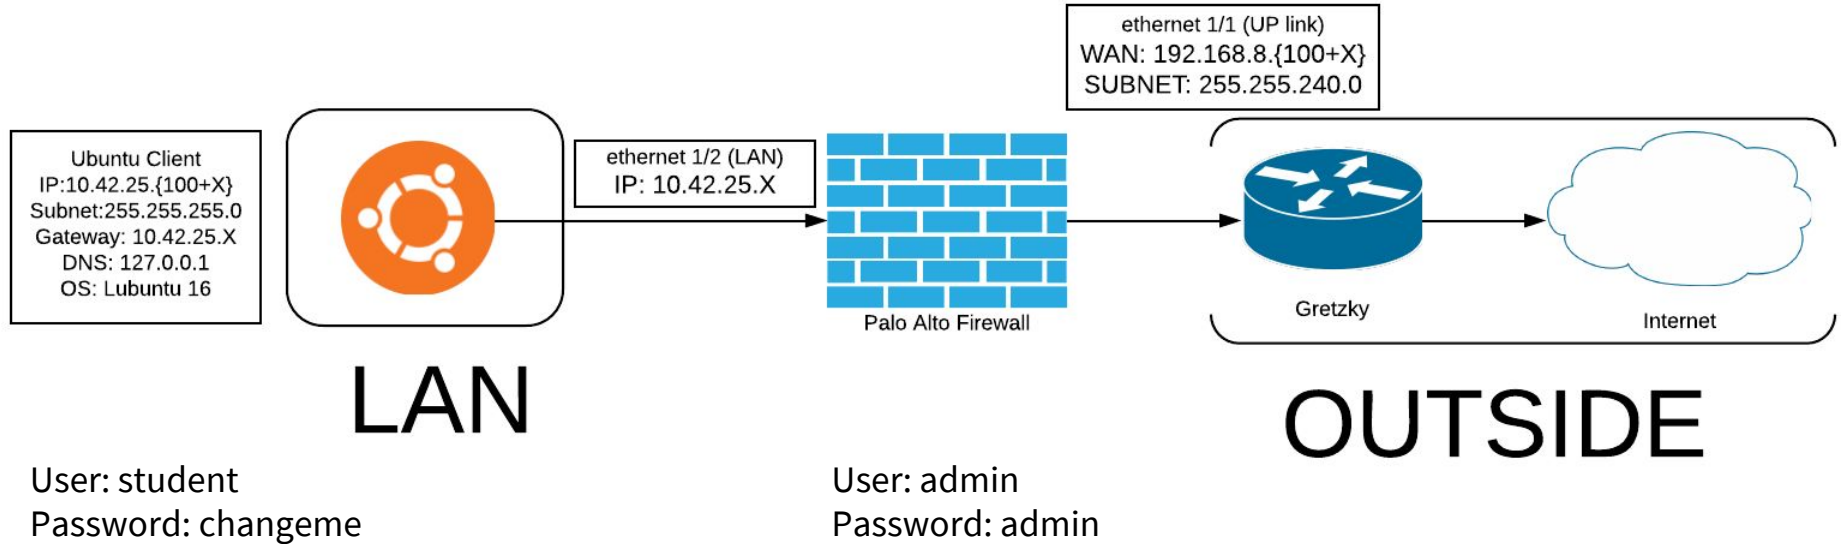 ethernet 1/1 (UP link)
WAN: 192.168.8.{100+X}
SUBNET: 255.255.240.0
Ubuntu Client
IP:10.42.25.{100+X}
Subnet:255.255.255.0
Gateway: 10.42.25.X
DNS: 127.0.0.1
OS: Lubuntu 16
ethernet 1/2 (LAN)
IP: 10.42.25.X
Palo Alto Firewall
Gretzky
Internet
LAN
OUTSIDE
User: student
Password: changeme
User: admin
Password: admin